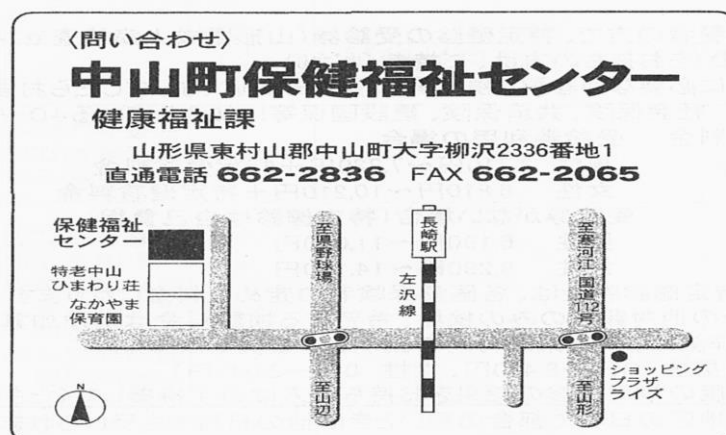 〈問い合わせ〉
中山町保健福祉センター
健康福祉課
山形県東村山郡中山町大字柳沢2336番地1
直通電話 662-2836 FAX 662-2065
保健福祉
センター
特老中山
ひまわり荘
なかやま
保育園
至県野球場
長崎駅
左沢線
至寒河江
国道112号
至山辺
至山形
ショッピング
プラザ
ライズ
N